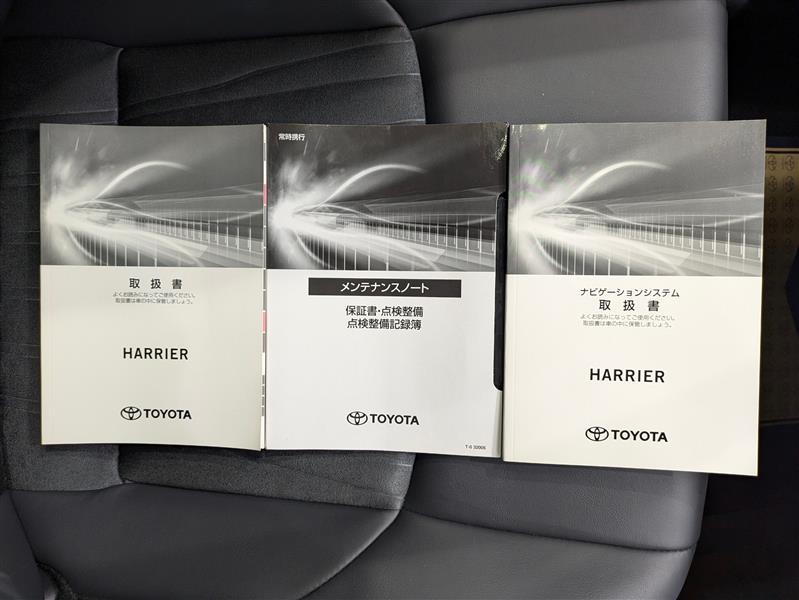 取扱書
よくお読みになってご使用ください。
取扱書は車の中に保管しましょう。
HARRIER
TOYOTA
常時携行
メンテナンスノート
保証書・点検整備
点検整備記録簿
TOYOTA
T-6 32006
ナビゲーションシステム
取扱書
よくお読みになってご使用ください。
取扱書は車の中に保管しましょう。
HARRIER
TOYOTA